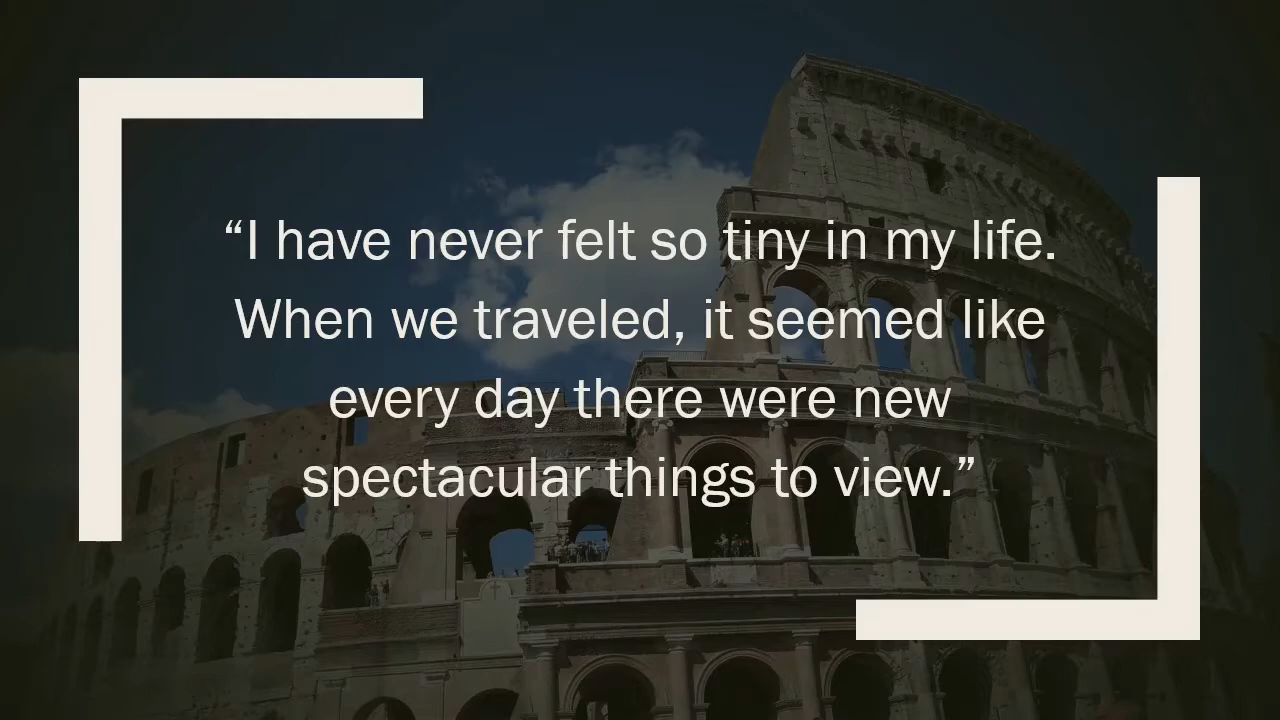 “I have never felt so tiny in my life.
When we traveled, it seemed like
every day there were new
spectacular things to view.”